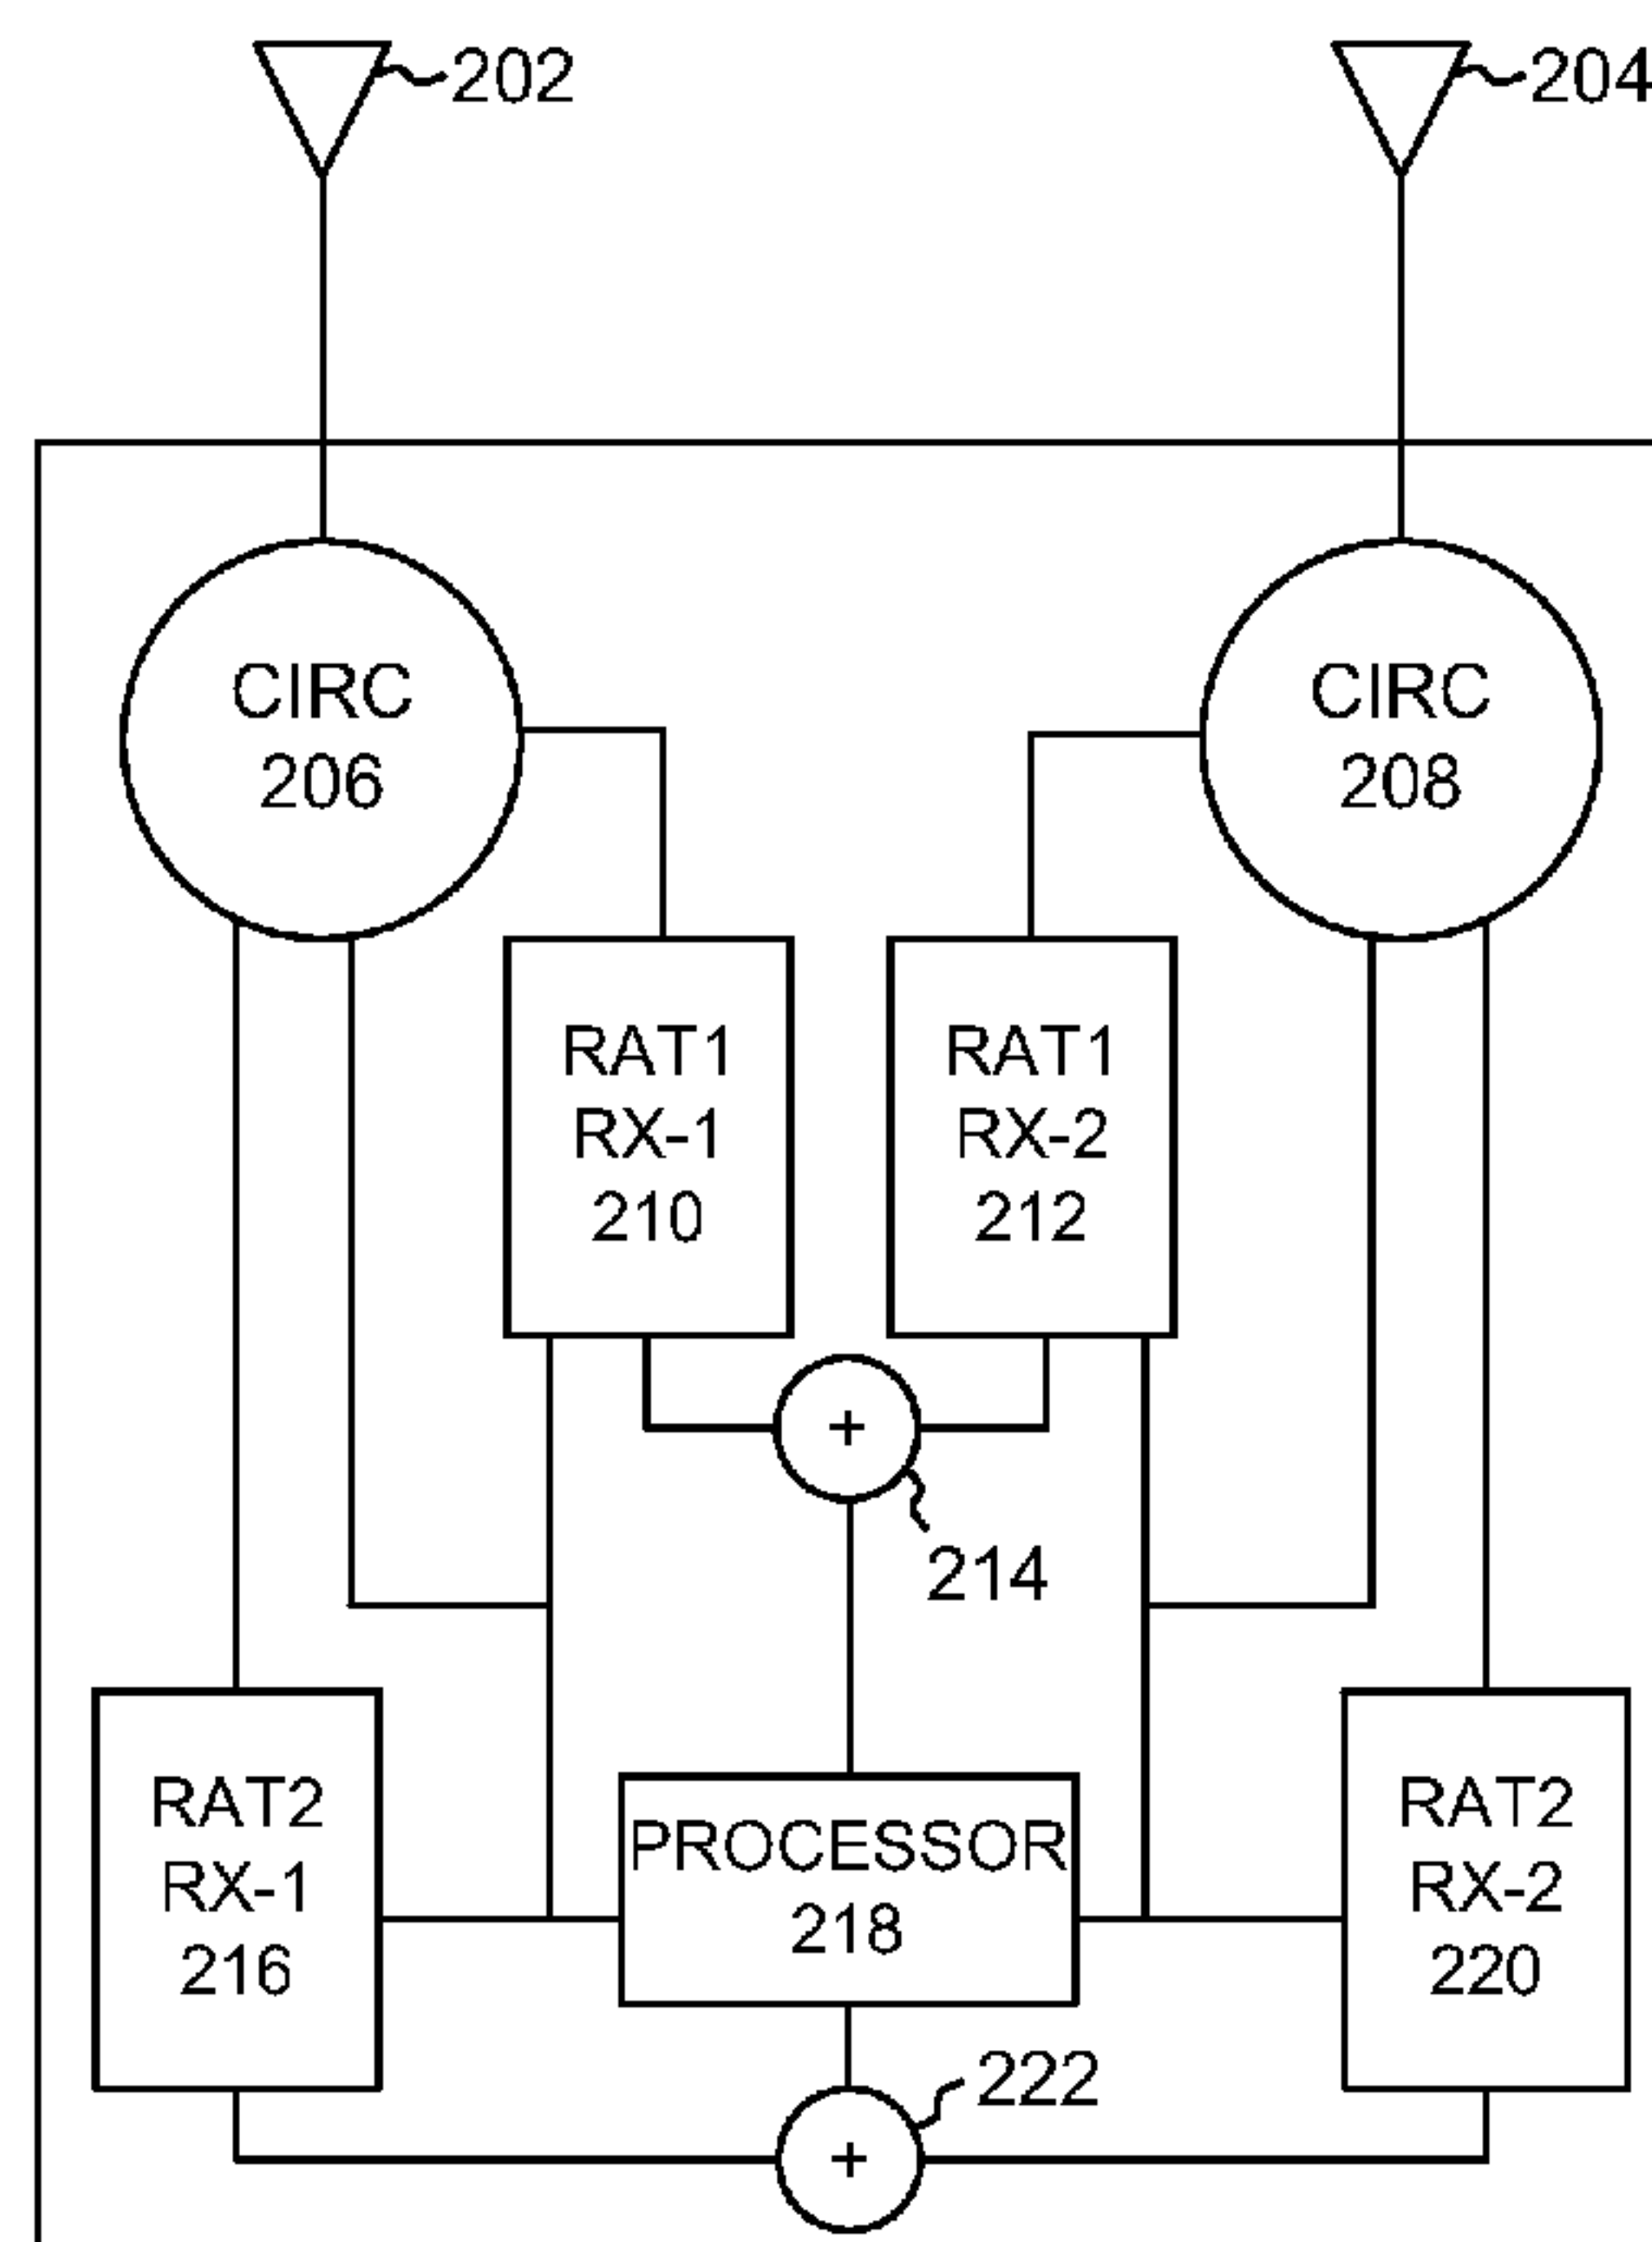 202
204
CIRC
206
CIRC
208
RAT1
RX-1
210
RAT1
RX-2
212
+
214
RAT2
RX-1
216
PROCESSOR
218
RAT2
RX-2
220
222
+